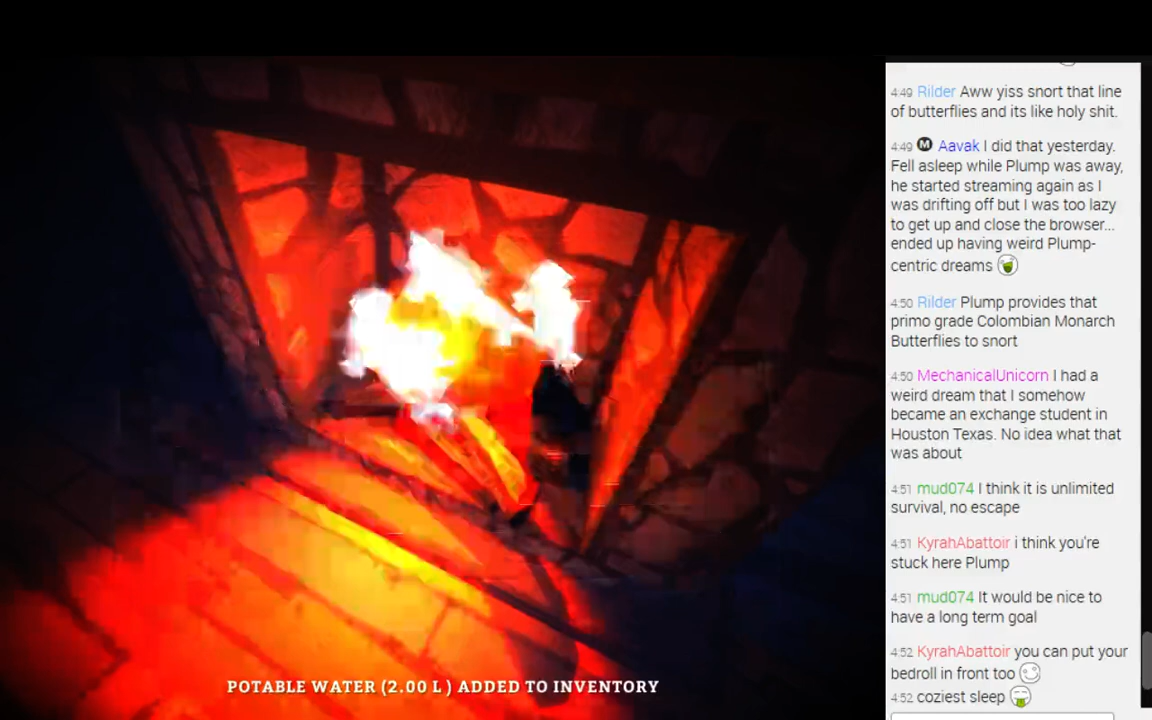 4:49 Rilder Aww yiss snort that line
of butterflies and its like holy shit.
4:49 M Aavak I did that yesterday.
Fell asleep while Plump was away,
he started streaming again as I
was drifting off but I was too lazy
to get up and close the browser...
ended up having weird Plump-
centric dreams
4:50 Rilder Plump provides that
primo grade Colombian Monarch
Butterflies to snort
4:50 MechanicalUnicorn I had a
weird dream that I somehow
became an exchange student in
Houston Texas. No idea what that
was about
4:51 mud074 I think it is unlimited
survival, no escape
4:51 KyrahAbattoir i think you're
stuck here Plump
4:51 mud074 It would be nice to
have a long term goal
4:52 KyrahAbattoir you can put your
bedroll in front too
4:52 coziest sleep
POTABLE WATER (2.00 L ) ADDED TO INVENTORY